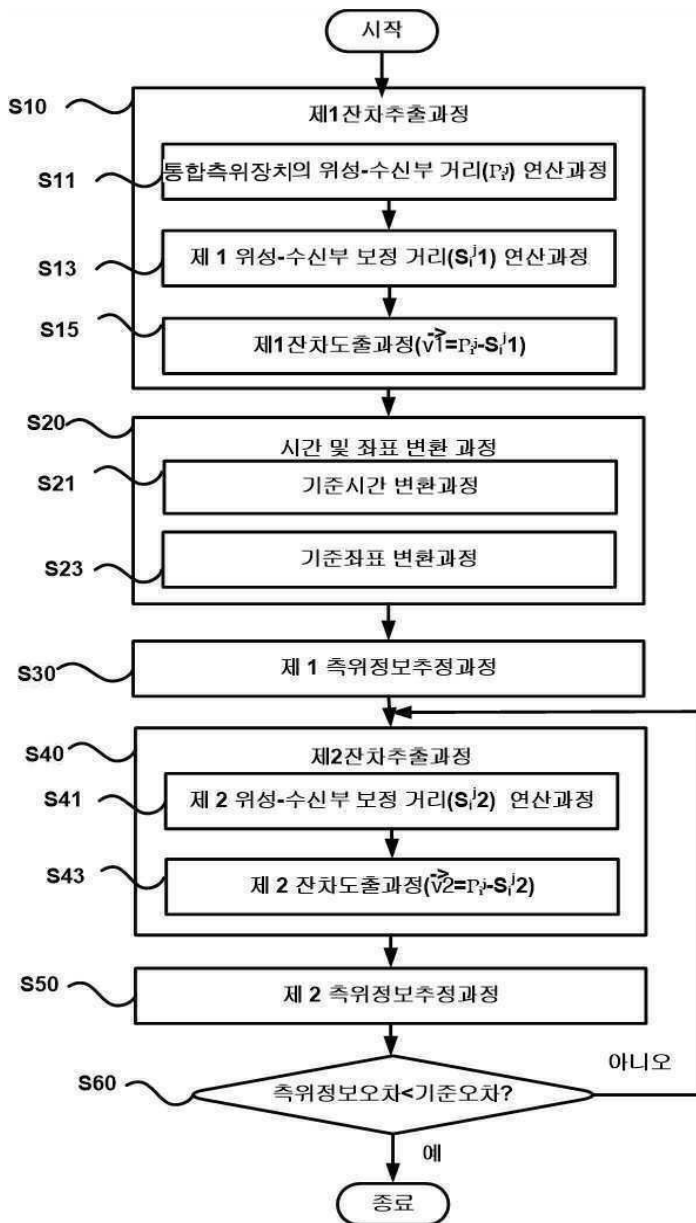 시작
S10
제1잔차추출과정
S11
통합측위장치의 위성-수신부 거리(Pᵢʲ) 연산과정
S13
제 1 위성-수신부 보정 거리(Sᵢʲ1) 연산과정
S15
제1잔차도출과정(v1=Pᵢʲ-Sᵢʲ1)
S20
시간 및 좌표 변환 과정
S21
기준시간 변환과정
S23
기준좌표 변환과정
S30
제 1 측위정보추정과정
S40
제2잔차추출과정
S41
제 2 위성-수신부 보정 거리(Sᵢʲ2) 연산과정
S43
제 2 잔차도출과정(v2=Pᵢʲ-Sᵢʲ2)
S50
제 2 측위정보추정과정
S60
측위정보오차<기준오차?
아니오
예
종료